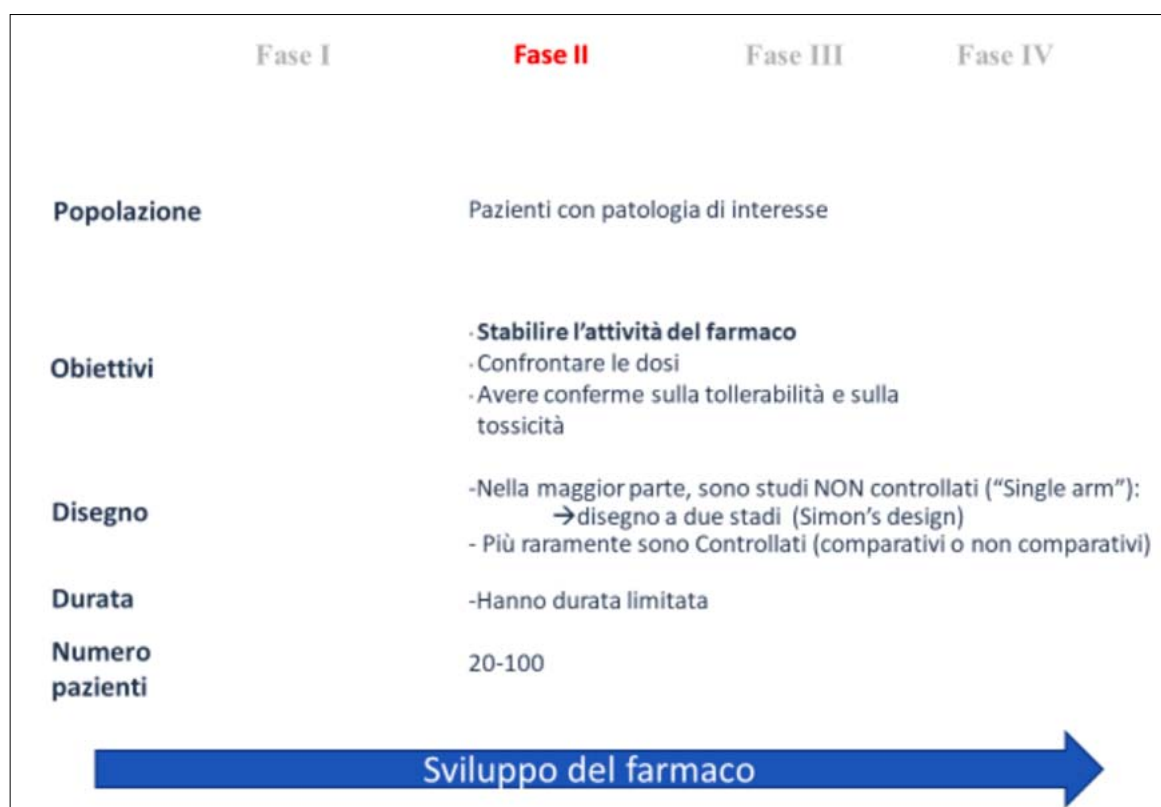 Fase I Fase II Fase III Fase IV
Popolazione Pazienti con patologia di interesse
Obiettivi
·Stabilire l'attività del farmaco
·Confrontare le dosi
·Avere conferme sulla tollerabilità e sulla
tossicità
Disegno
-Nella maggior parte, sono studi NON controllati (“Single arm”):
→disegno a due stadi (Simon's design)
- Più raramente sono Controllati (comparativi o non comparativi)
Durata -Hanno durata limitata
Numero
pazienti
20-100
Sviluppo del farmaco